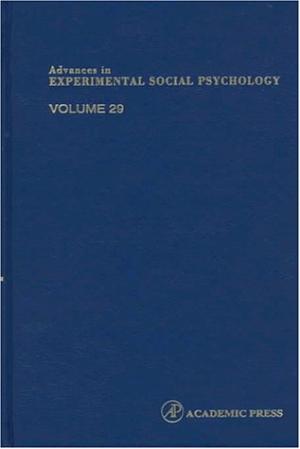 Advances in
EXPERIMENTAL SOCIAL PSYCHOLOGY
VOLUME 29
AP ACADEMIC PRESS